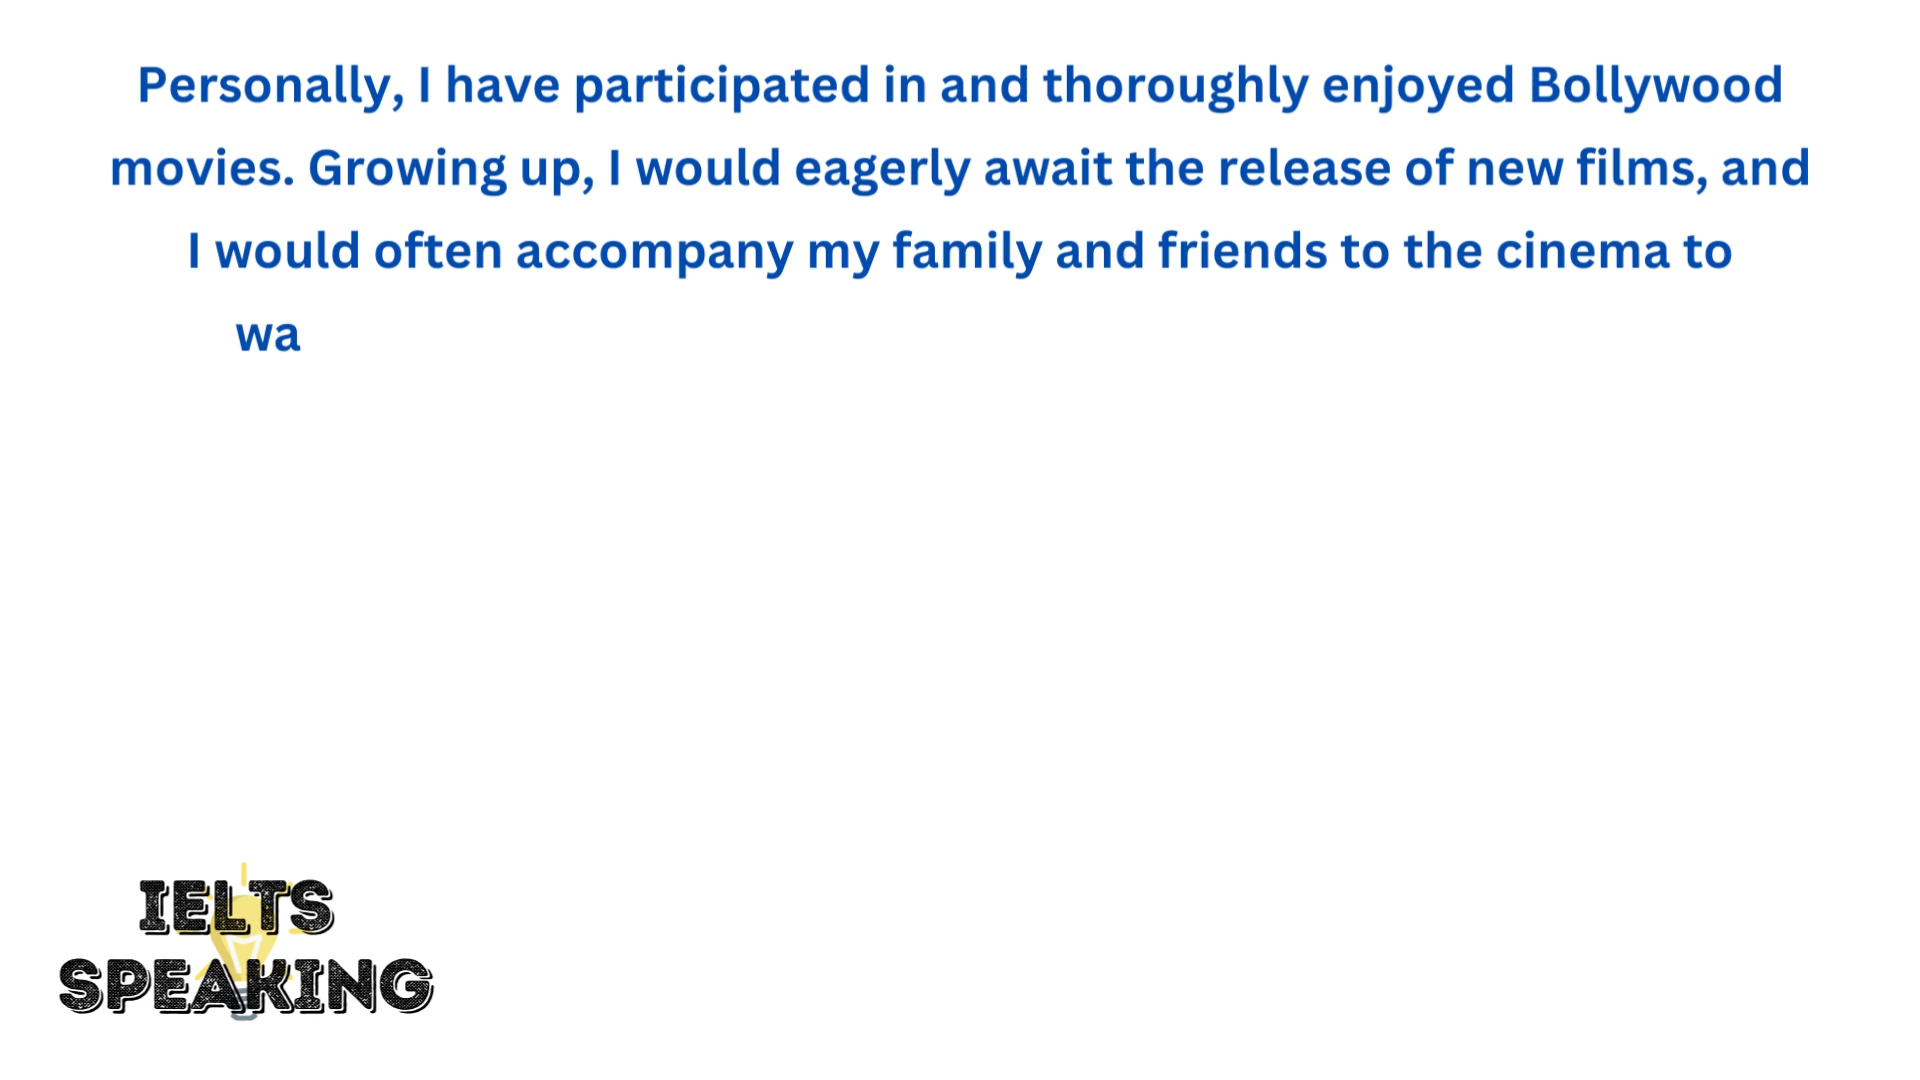 Personally, I have participated in and thoroughly enjoyed Bollywood
movies. Growing up, I would eagerly await the release of new films, and
I would often accompany my family and friends to the cinema to
wa
IELTS
SPEAKING